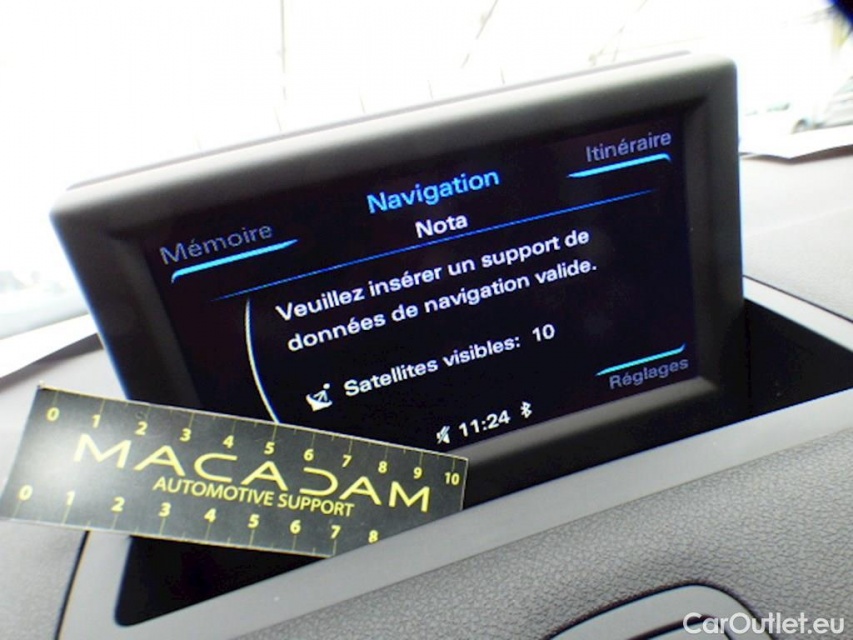 Itinéraire
Navigation
Mémoire
Nota
Veuillez insérer un support de
données de navigation valide.
Satellites visibles: 10
Réglages
11:24
0 1 2 3 4 5 6 7 8 9 10
MACADAM
AUTOMOTIVE SUPPORT
0 1 2 3 4 5 6 7 8
CarOutlet.eu